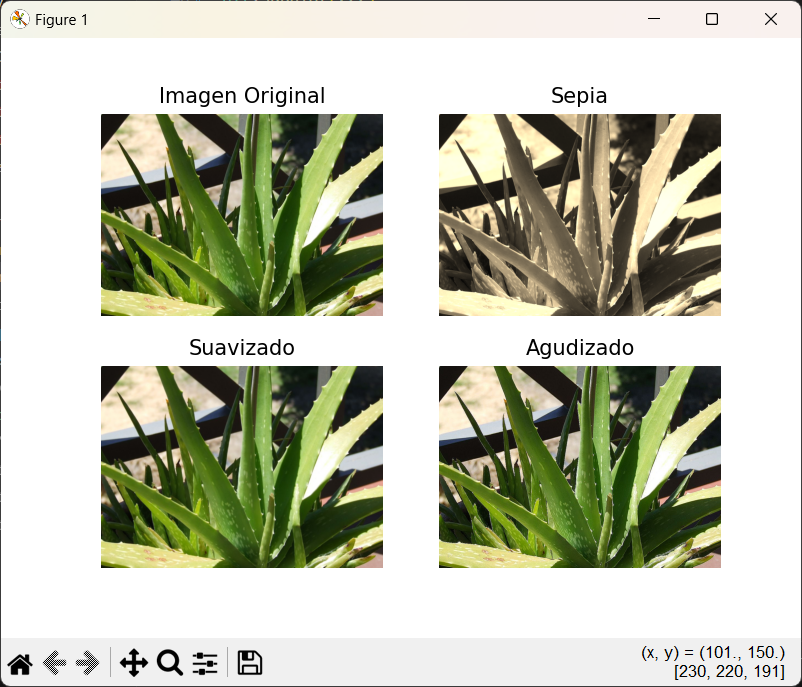 Figure 1
Imagen Original
Sepia
Suavizado
Agudizado
(x, y) = (101., 150.)
[230, 220, 191]